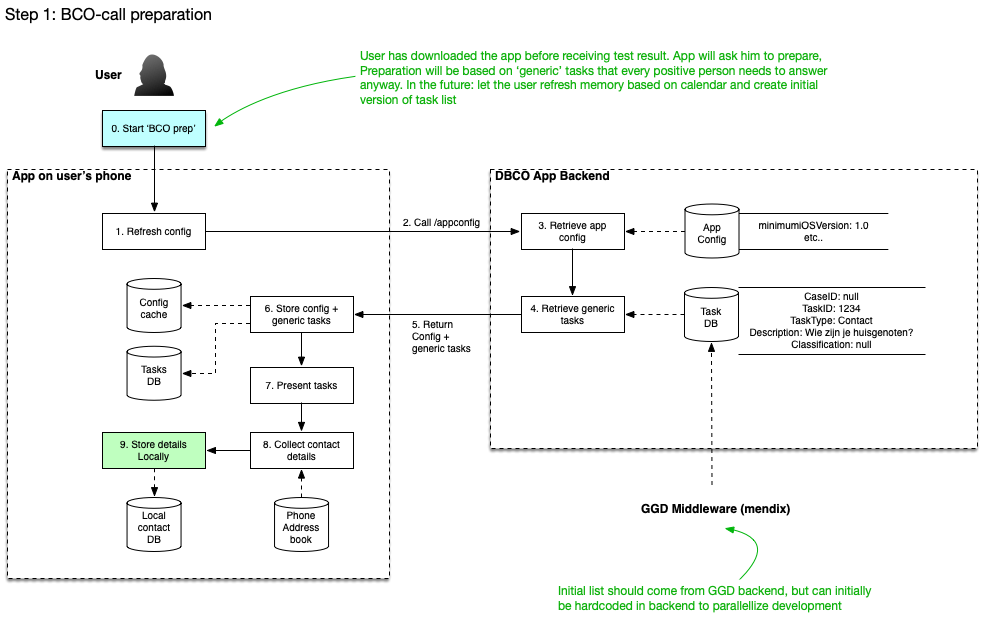 Step 1: BCO-call preparation
User has downloaded the app before receiving test result. App will ask him to prepare,
Preparation will be based on ‘generic’ tasks that every positive person needs to answer
anyway. In the future: let the user refresh memory based on calendar and create initial
version of task list
User
0. Start ‘BCO prep’
App on user’s phone
DBCO App Backend
1. Refresh config
2. Call /appconfig
3. Retrieve app
config
App
Config
minimumiOSVersion: 1.0
etc..
Config
cache
6. Store config +
generic tasks
5. Return
Config +
generic tasks
4. Retrieve generic
tasks
Task
DB
CaseID: null
TaskID: 1234
TaskType: Contact
Description: Wie zijn je huisgenoten?
Classification: null
Tasks
DB
7. Present tasks
9. Store details
Locally
8. Collect contact
details
Local
contact
DB
Phone
Address
book
GGD Middleware (mendix)
Initial list should come from GGD backend, but can initially
be hardcoded in backend to parallellize development